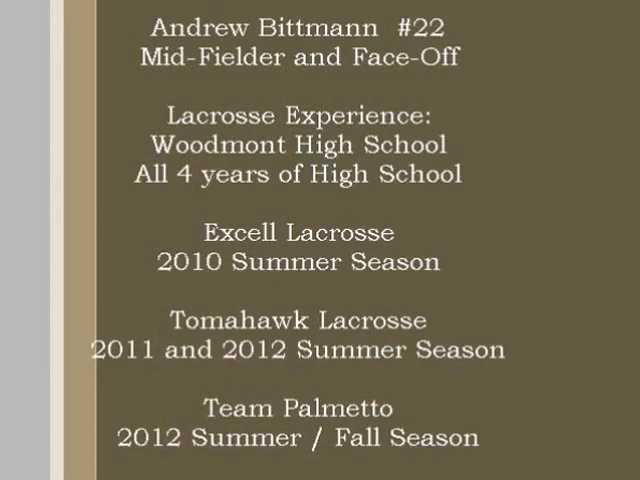 Andrew Bittmann #22
Mid-Fielder and Face-Off
Lacrosse Experience:
Woodmont High School
All 4 years of High School
Excell Lacrosse
2010 Summer Season
Tomahawk Lacrosse
2011 and 2012 Summer Season
Team Palmetto
2012 Summer / Fall Season